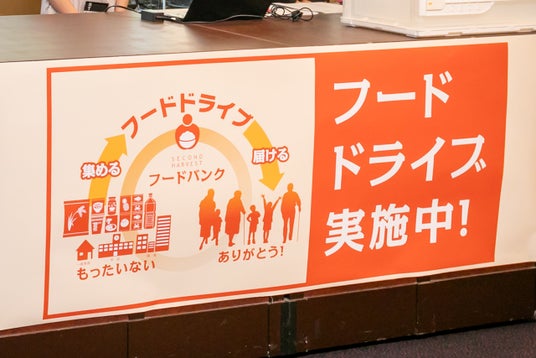 フードドライブ
集める
届ける
SECOND
HARVEST
フードバンク
もったいない
ありがとう!
フード
ドライブ
実施中!